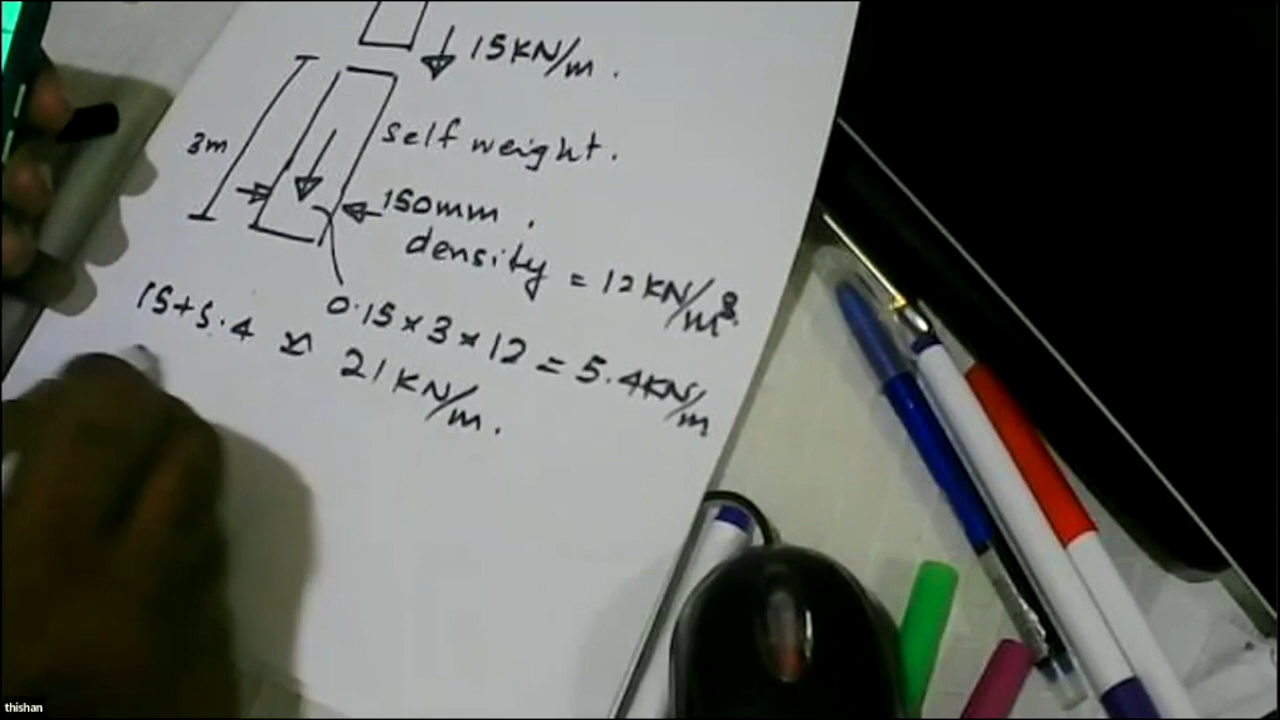 15KN/m.
3m
self weight.
150mm.
density = 12KN/m3.
0.15 × 3 × 12 = 5.4KN/m
15+5.4 ≈ 21KN/m.
thishan